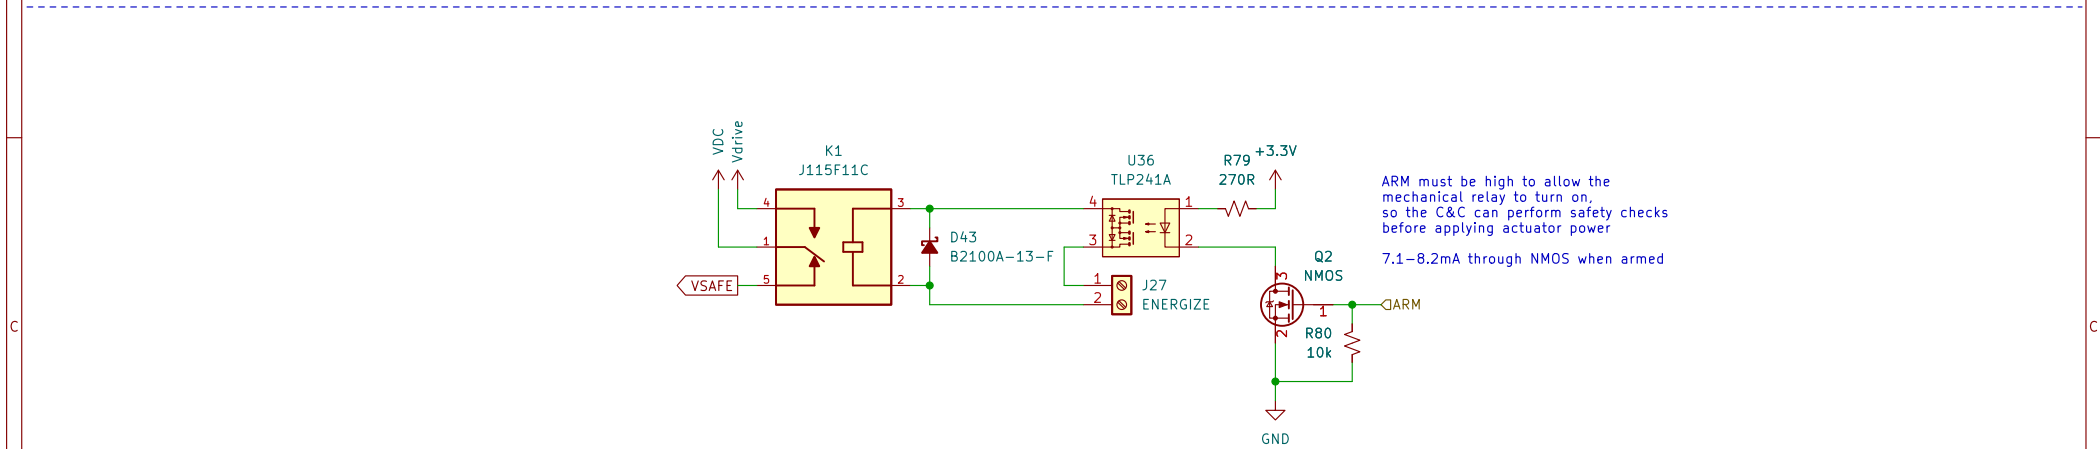 VDC
Vdrive
K1
J115F11C
4
1
5
3
2
VSAFE
D43
B2100A-13-F
U36
TLP241A
4
3
1
2
R79
270R
+3.3V
1
2
J27
ENERGIZE
Q2
NMOS
3
1
2
ARM
R80
10k
GND
ARM must be high to allow the
mechanical relay to turn on,
so the C&C can perform safety checks
before applying actuator power
7.1-8.2mA through NMOS when armed
C
C